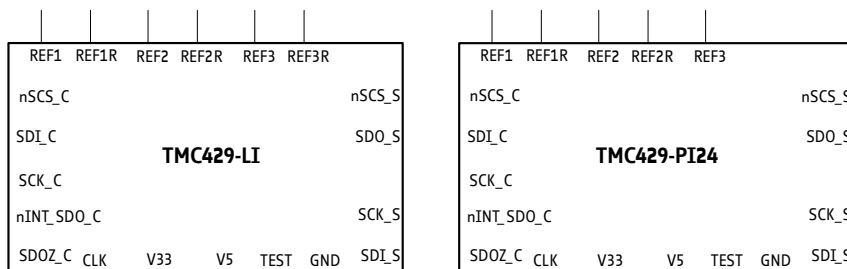 REF1 REF1R REF2 REF2R REF3 REF3R
nSCS_C nSCS_S
SDI_C SDO_S
TMC429-LI
SCK_C
nINT_SDO_C SCK_S
SDOZ_C CLK V33 V5 TEST GND SDI_S
REF1 REF1R REF2 REF2R REF3
nSCS_C nSCS_S
SDI_C SDO_S
TMC429-PI24
SCK_C
nINT_SDO_C SCK_S
SDOZ_C CLK V33 V5 TEST GND SDI_S